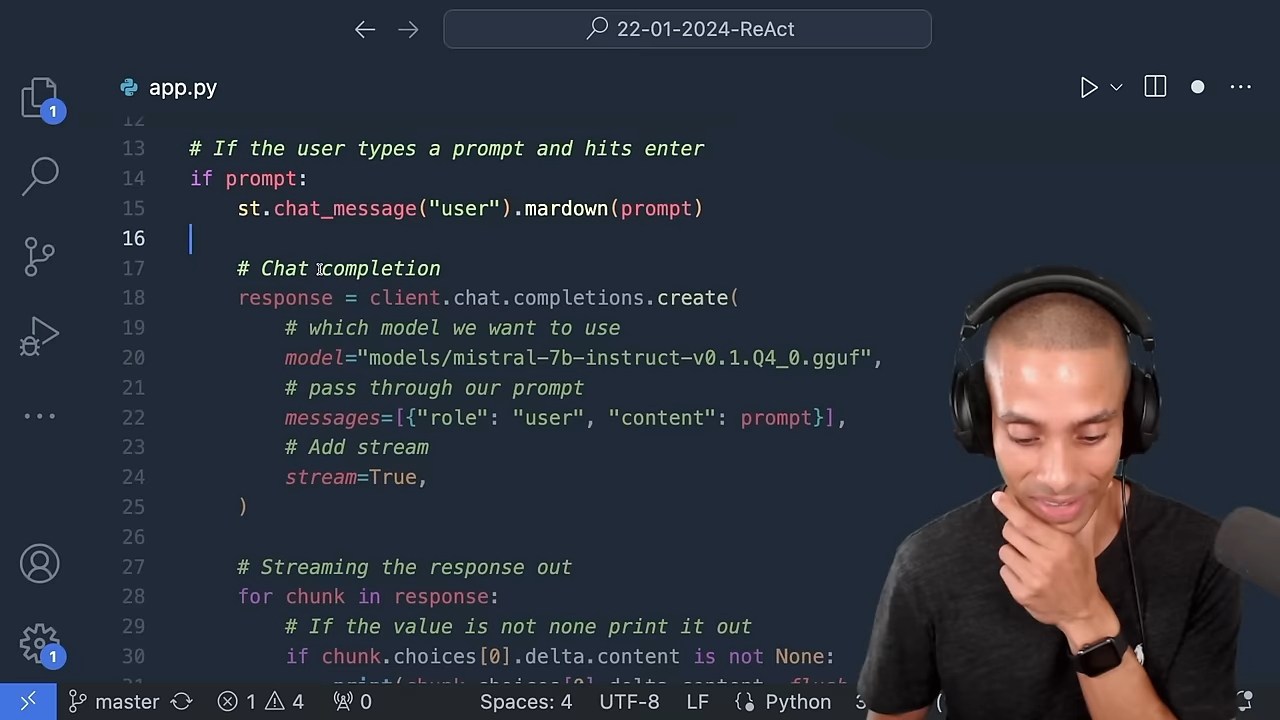 22-01-2024-ReAct
app.py
1
12
13 # If the user types a prompt and hits enter
14 if prompt:
15 st.chat_message("user").mardown(prompt)
16
17 # Chat completion
18 response = client.chat.completions.create(
19 # which model we want to use
20 model="models/mistral-7b-instruct-v0.1.Q4_0.gguf",
21 # pass through our prompt
22 messages=[{"role": "user", "content": prompt}],
23 # Add stream
24 stream=True,
25 )
26
27 # Streaming the response out
28 for chunk in response:
29 # If the value is not none print it out
30 if chunk.choices[0].delta.content is not None:
1
master 1 4 0 Spaces: 4 UTF-8 LF Python